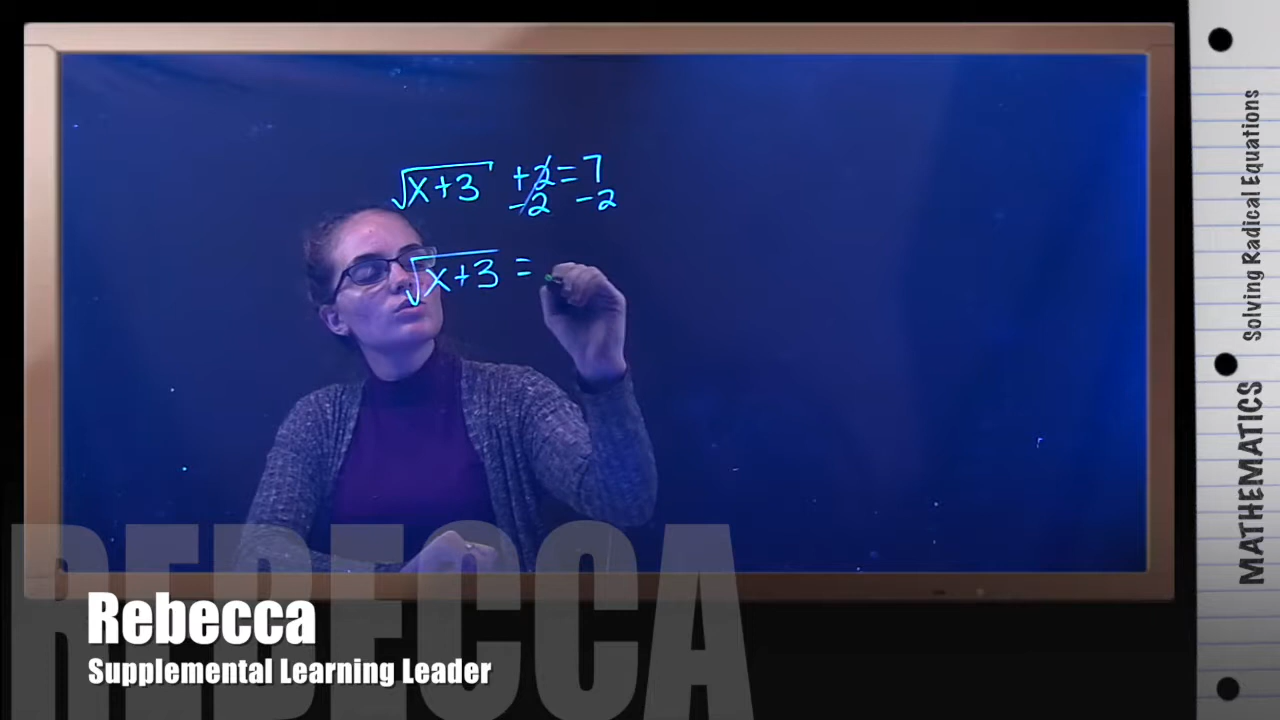 √x+3 +2=7
-2 -2
√x+3 =
REBECCA
Rebecca
Supplemental Learning Leader
MATHEMATICS Solving Radical Equations